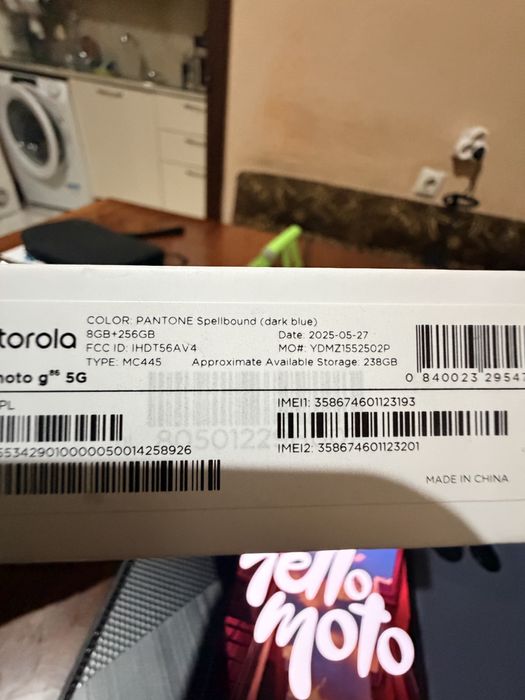 COLOR: PANTONE Spellbound (dark blue)
torola 8GB+256GB Date: 2025-05-27
FCC ID: IHDT56AV4 MO#: YDMZ1552502P
TYPE: MC445 Approximate Available Storage: 238GB
moto g86 5G
0 840023 29547
PL
IMEI1: 358674601123193
5534290100000050014258926
IMEI2: 358674601123201
MADE IN CHINA
hello
moto